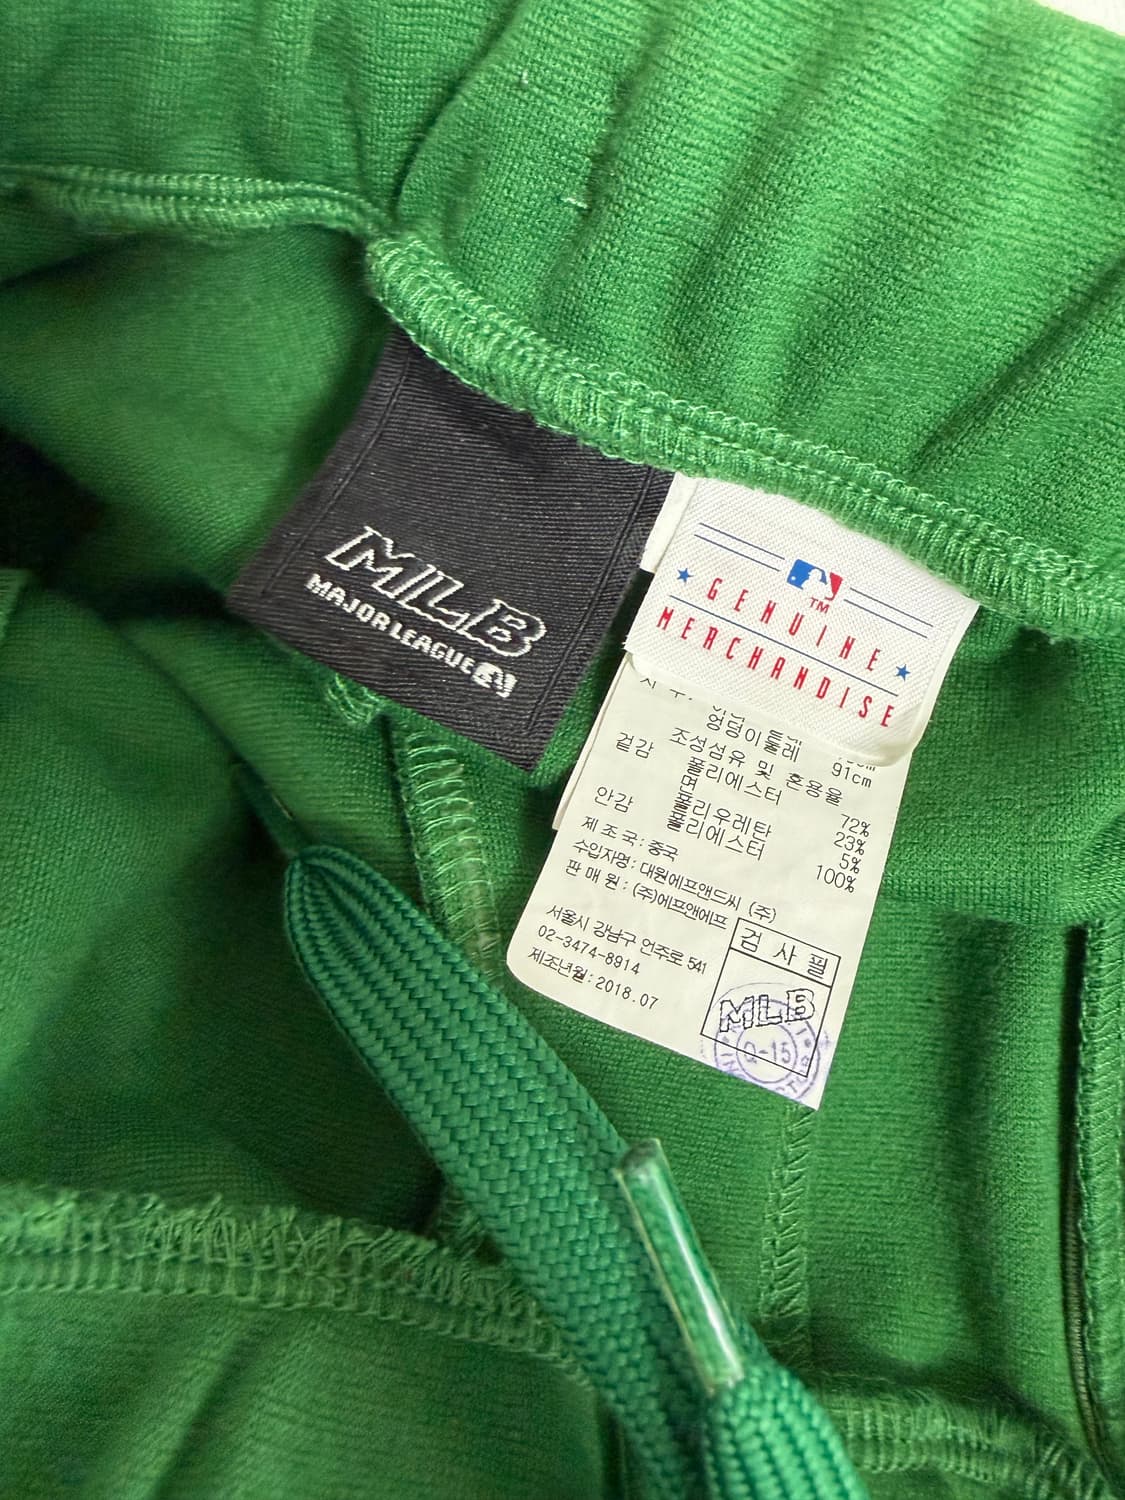 MLB
MAJOR LEAGUE
TM
GENUINE
MERCHANDISE
엉덩이둘레 91cm
조성섬유 및 혼용율
겉감 폴리에스터 72%
모 23%
폴리우레탄 5%
안감 폴리에스터 100%
제조국: 중국
수입자명: 대원에프앤드씨 (주)
판매원: (주)에프앤에프
서울시 강남구 언주로 541
02-3474-8914
제조년월: 2018.07
검사필
MLB
Q-15